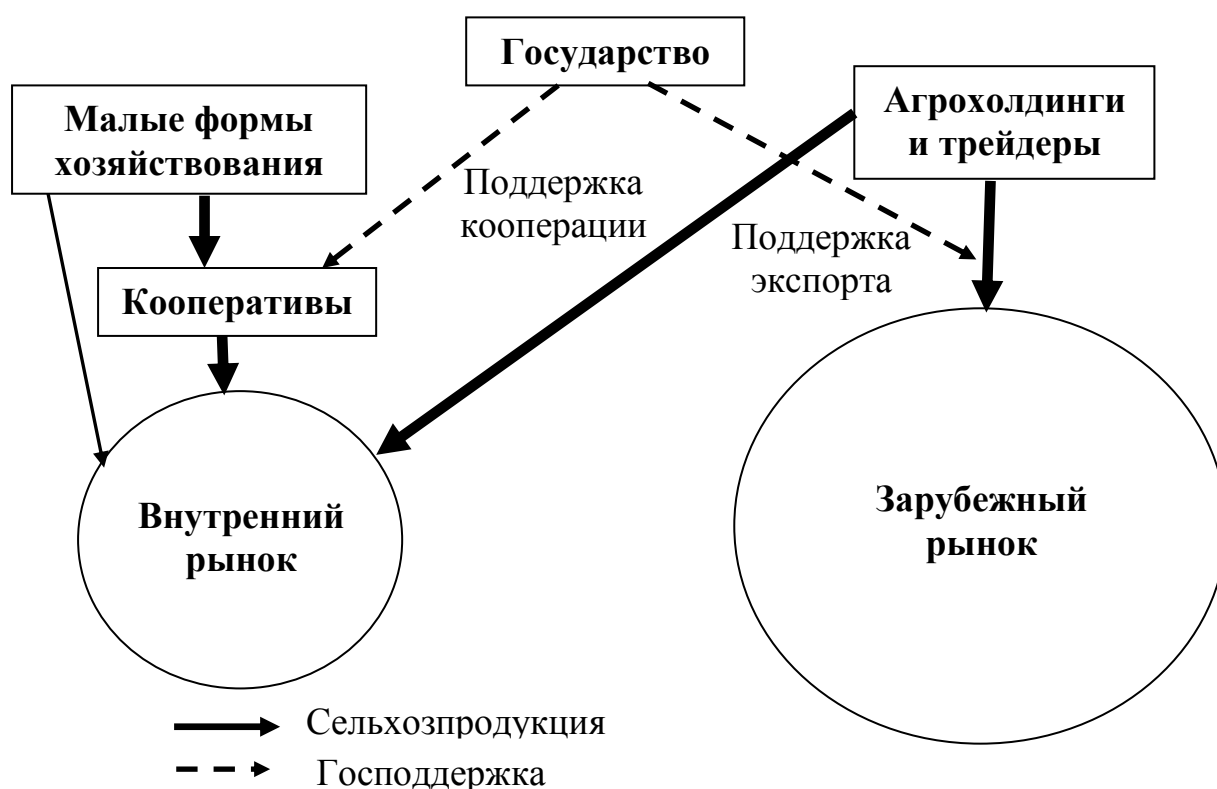 Государство
Агрохолдинги
и трейдеры
Малые формы
хозяйствования
Поддержка
кооперации
Поддержка
экспорта
Кооперативы
Внутренний
рынок
Зарубежный
рынок
Сельхозпродукция
Господдержка